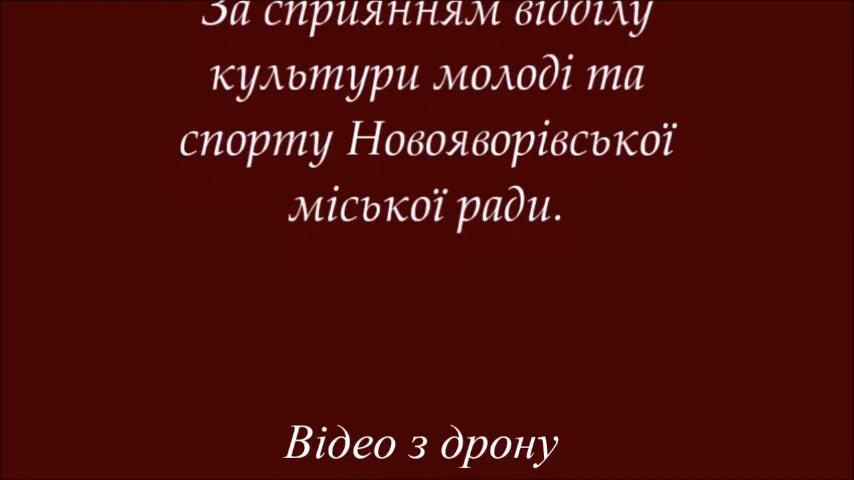 За сприянням відділу
культури молоді та
спорту Новояворівської
міської ради.
Відео з дрону